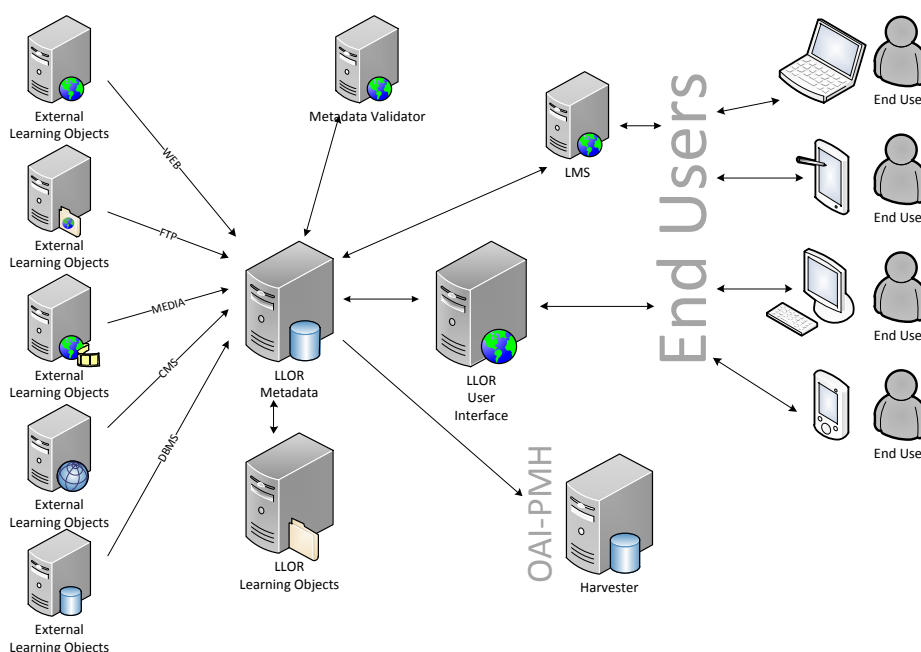 External
Learning Objects
WEB
External
Learning Objects
FTP
External
Learning Objects
MEDIA
External
Learning Objects
CMS
External
Learning Objects
DBMS
Metadata Validator
LLOR
Metadata
LLOR
Learning Objects
LMS
LLOR
User
Interface
OAI-PMH
Harvester
End Users
End Use
End Use
End Use
End Use